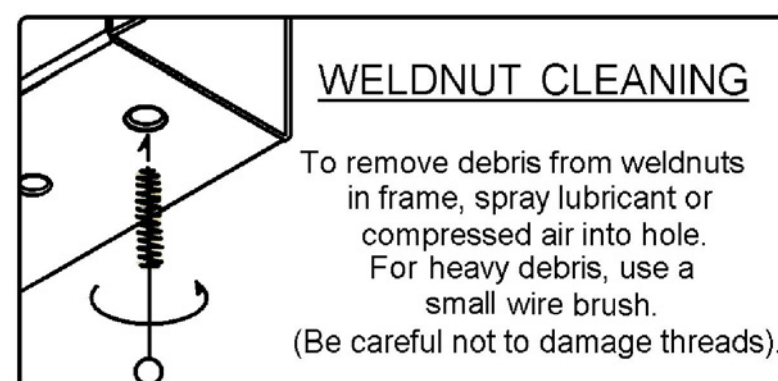 WELDNUT CLEANING
To remove debris from weldnuts
in frame, spray lubricant or
compressed air into hole.
For heavy debris, use a
small wire brush.
(Be careful not to damage threads).